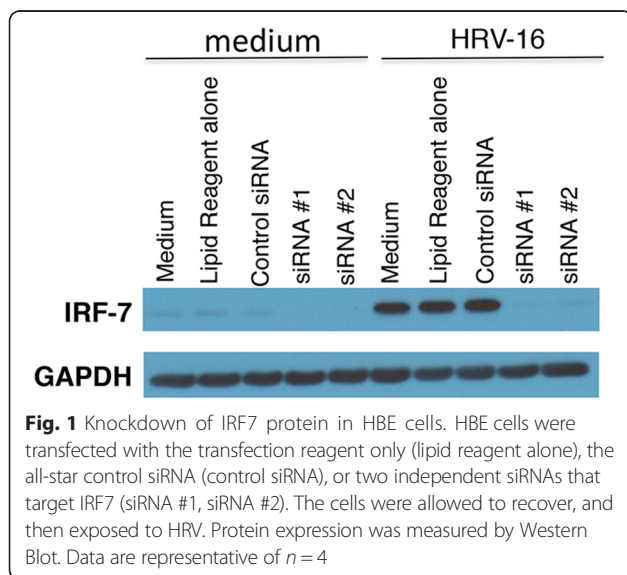 medium HRV-16
Medium Lipid Reagent alone Control siRNA siRNA #1 siRNA #2 Medium Lipid Reagent alone Control siRNA siRNA #1 siRNA #2
IRF-7
GAPDH
Fig. 1 Knockdown of IRF7 protein in HBE cells. HBE cells were
transfected with the transfection reagent only (lipid reagent alone), the
all-star control siRNA (control siRNA), or two independent siRNAs that
target IRF7 (siRNA #1, siRNA #2). The cells were allowed to recover, and
then exposed to HRV. Protein expression was measured by Western
Blot. Data are representative of n = 4